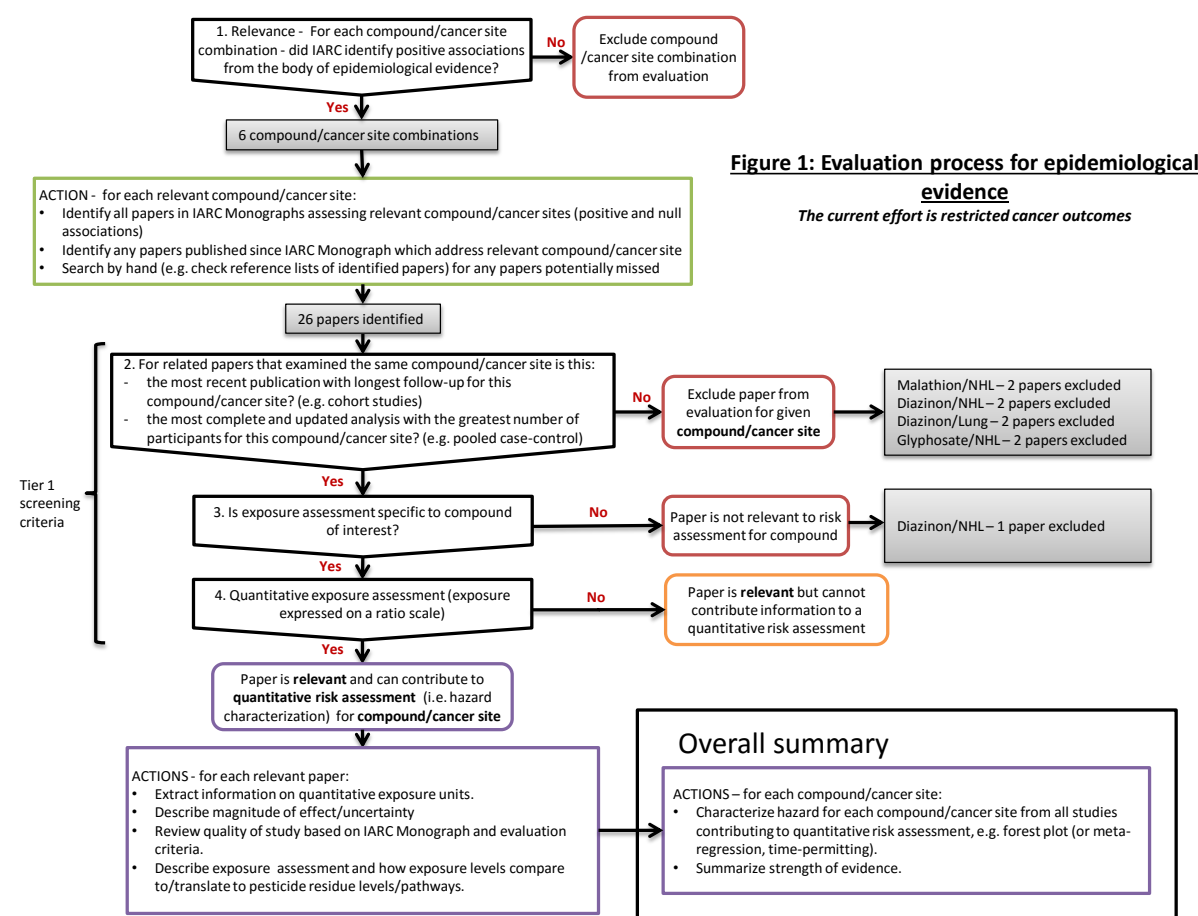 1. Relevance - For each compound/cancer site
combination - did IARC identify positive associations
from the body of epidemiological evidence?
No
Exclude compound
/cancer site combination
from evaluation
Yes
6 compound/cancer site combinations
Figure 1: Evaluation process for epidemiological
evidence
The current effort is restricted cancer outcomes
ACTION - for each relevant compound/cancer site:
• Identify all papers in IARC Monographs assessing relevant compound/cancer sites (positive and null
associations)
• Identify any papers published since IARC Monograph which address relevant compound/cancer site
• Search by hand (e.g. check reference lists of identified papers) for any papers potentially missed
26 papers identified
Tier 1
screening
criteria
2. For related papers that examined the same compound/cancer site is this:
- the most recent publication with longest follow-up for this
compound/cancer site? (e.g. cohort studies)
- the most complete and updated analysis with the greatest number of
participants for this compound/cancer site? (e.g. pooled case-control)
No
Exclude paper from
evaluation for given
compound/cancer site
Malathion/NHL – 2 papers excluded
Diazinon/NHL – 2 papers excluded
Diazinon/Lung – 2 papers excluded
Glyphosate/NHL – 2 papers excluded
Yes
3. Is exposure assessment specific to compound
of interest?
No
Paper is not relevant to risk
assessment for compound
Diazinon/NHL – 1 paper excluded
Yes
4. Quantitative exposure assessment (exposure
expressed on a ratio scale)
No
Paper is relevant but cannot
contribute information to a
quantitative risk assessment
Yes
Paper is relevant and can contribute to
quantitative risk assessment (i.e. hazard
characterization) for compound/cancer site
ACTIONS - for each relevant paper:
• Extract information on quantitative exposure units.
• Describe magnitude of effect/uncertainty
• Review quality of study based on IARC Monograph and evaluation
criteria.
• Describe exposure assessment and how exposure levels compare
to/translate to pesticide residue levels/pathways.
Overall summary
ACTIONS – for each compound/cancer site:
• Characterize hazard for each compound/cancer site from all studies
contributing to quantitative risk assessment, e.g. forest plot (or meta-
regression, time-permitting).
• Summarize strength of evidence.